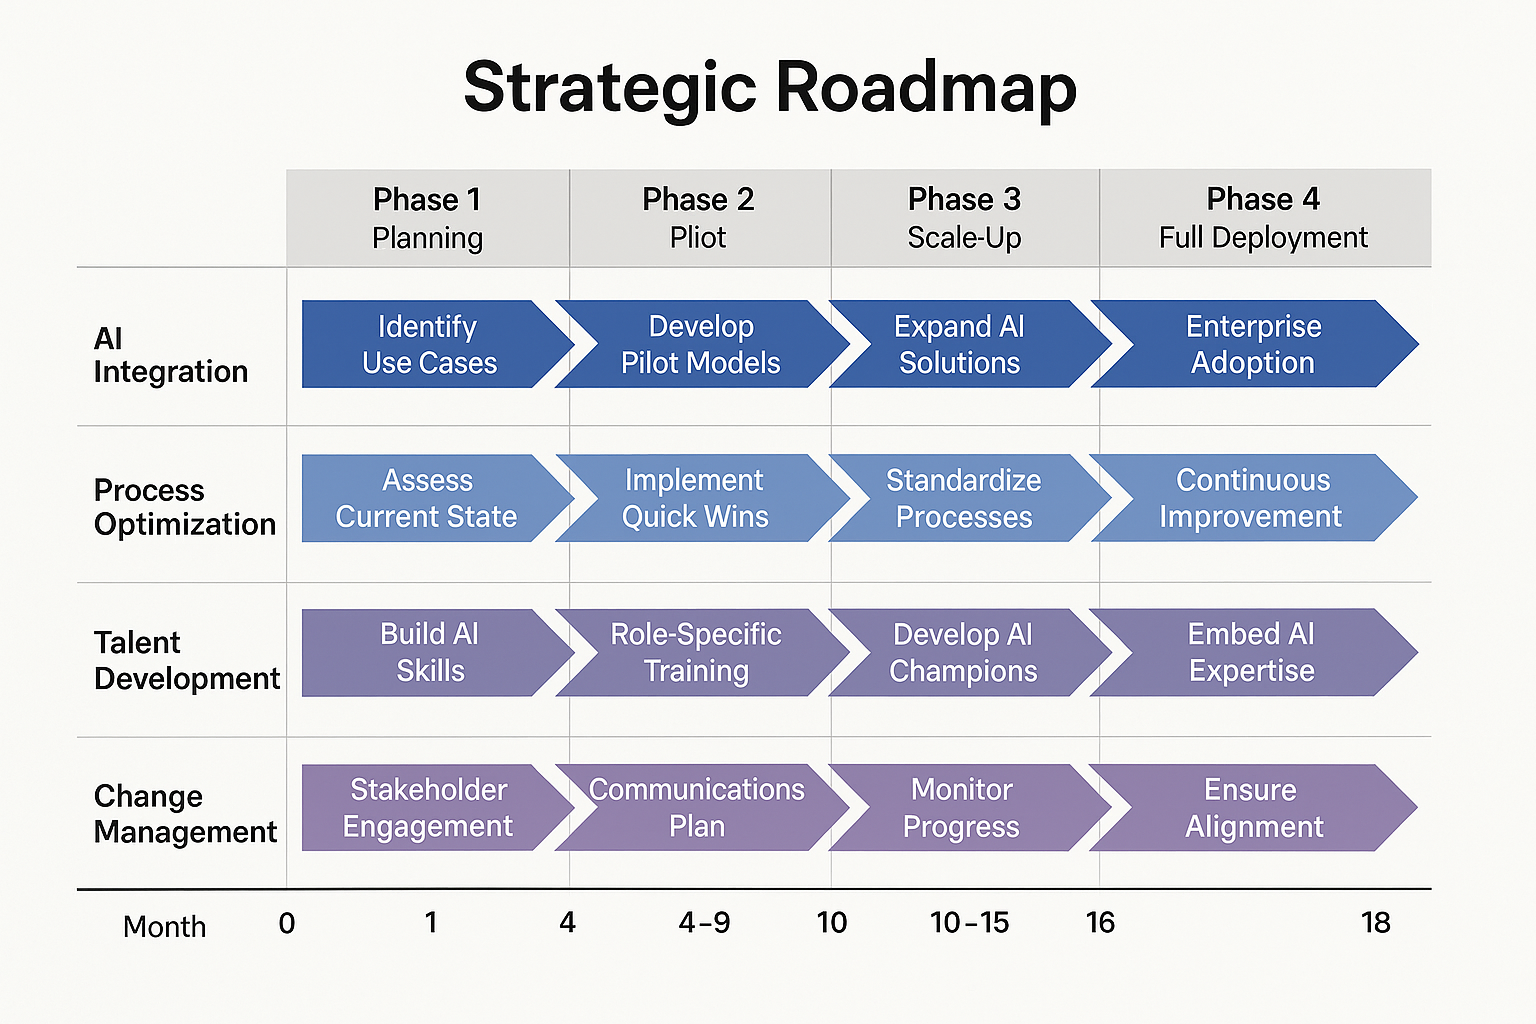 Strategic Roadmap
Phase 1
Planning
Phase 2
Pliot
Phase 3
Scale-Up
Phase 4
Full Deployment
AI
Integration
Identify
Use Cases
Develop
Pilot Models
Expand AI
Solutions
Enterprise
Adoption
Process
Optimization
Assess
Current State
Implement
Quick Wins
Standardize
Processes
Continuous
Improvement
Talent
Development
Build AI
Skills
Role-Specific
Training
Develop AI
Champions
Embed AI
Expertise
Change
Management
Stakeholder
Engagement
Communications
Plan
Monitor
Progress
Ensure
Alignment
Month 0 1 4 4–9 10 10–15 16 18